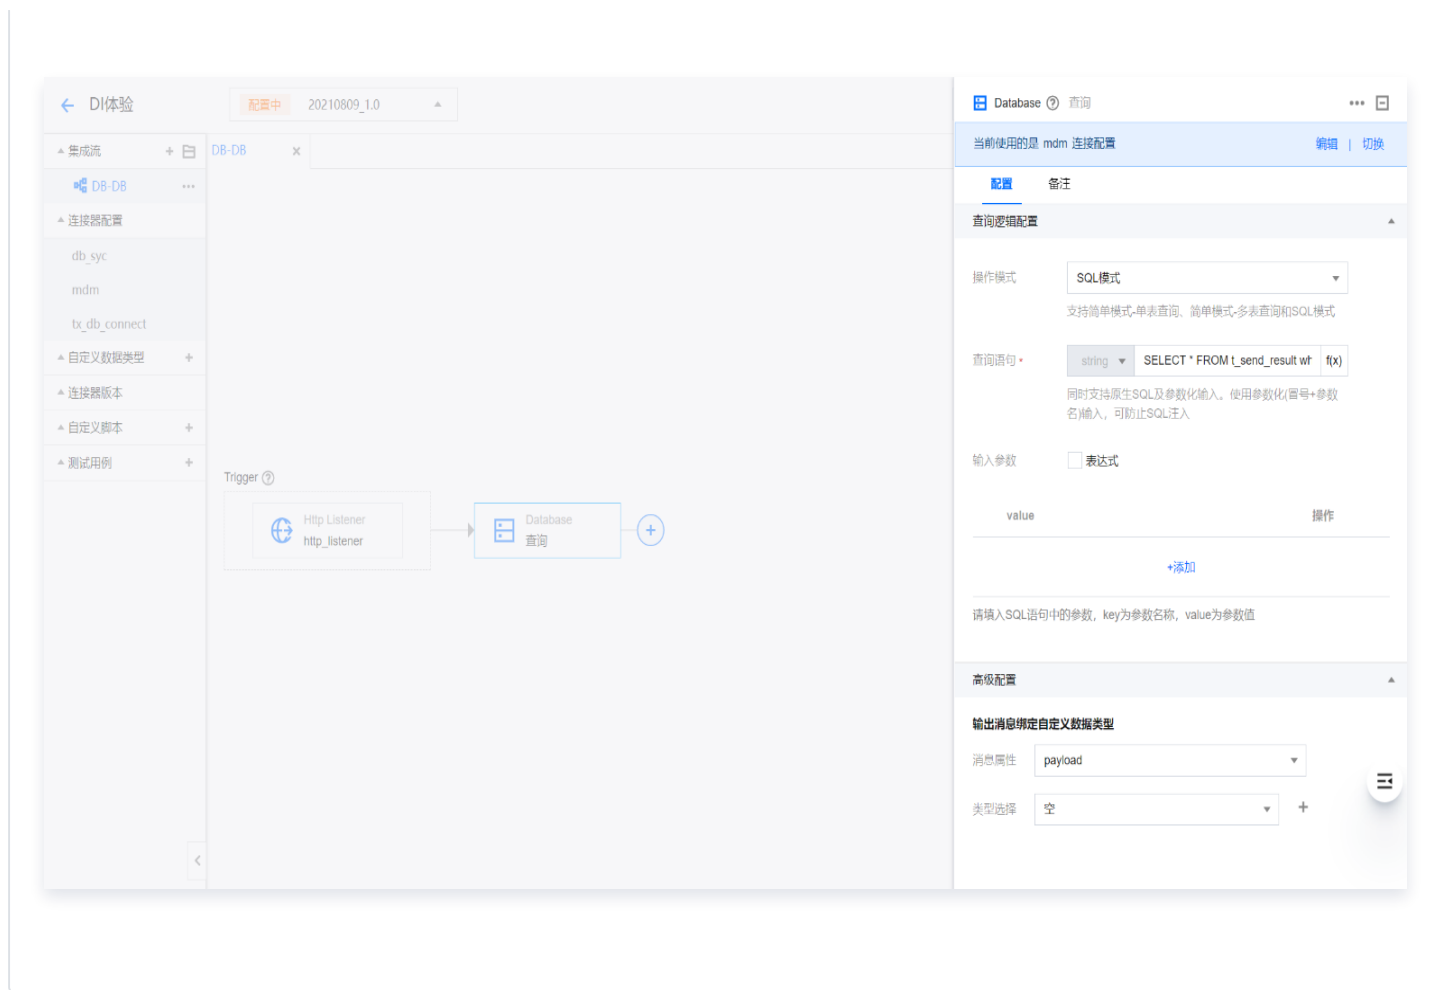 DI体验
配置中 20210809_1.0
集成流
DB-DB
连接器配置
db_syc
mdm
tx_db_connect
自定义数据类型
连接器版本
自定义脚本
测试用例
DB-DB
Trigger
Http Listener
http_listener
Database
查询
Database 查询
当前使用的是 mdm 连接配置 编辑 | 切换
配置 备注
查询逻辑配置
操作模式 SQL模式
支持简单模式-单表查询、简单模式-多表查询和SQL模式
查询语句 * string SELECT * FROM t_send_result wh f(x)
同时支持原生SQL及参数化输入。使用参数化(冒号+参数
名)输入，可防止SQL注入
输入参数 表达式
value 操作
+添加
请填入SQL语句中的参数，key为参数名称，value为参数值
高级配置
输出消息绑定自定义数据类型
消息属性 payload
类型选择 空